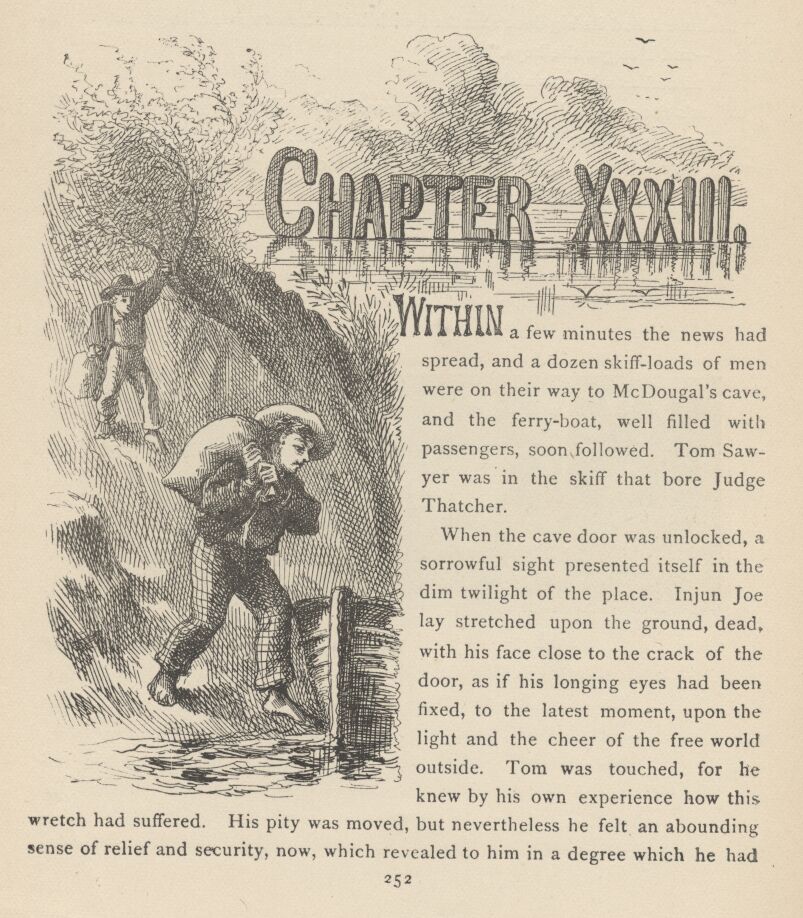 CHAPTER XXXIII.
WITHIN a few minutes the news had
spread, and a dozen skiff-loads of men
were on their way to McDougal's cave,
and the ferry-boat, well filled with
passengers, soon followed. Tom Saw-
yer was in the skiff that bore Judge
Thatcher.
When the cave door was unlocked, a
sorrowful sight presented itself in the
dim twilight of the place. Injun Joe
lay stretched upon the ground, dead,
with his face close to the crack of the
door, as if his longing eyes had been
fixed, to the latest moment, upon the
light and the cheer of the free world
outside. Tom was touched, for he
knew by his own experience how this
wretch had suffered. His pity was moved, but nevertheless he felt an abounding
sense of relief and security, now, which revealed to him in a degree which he had
252